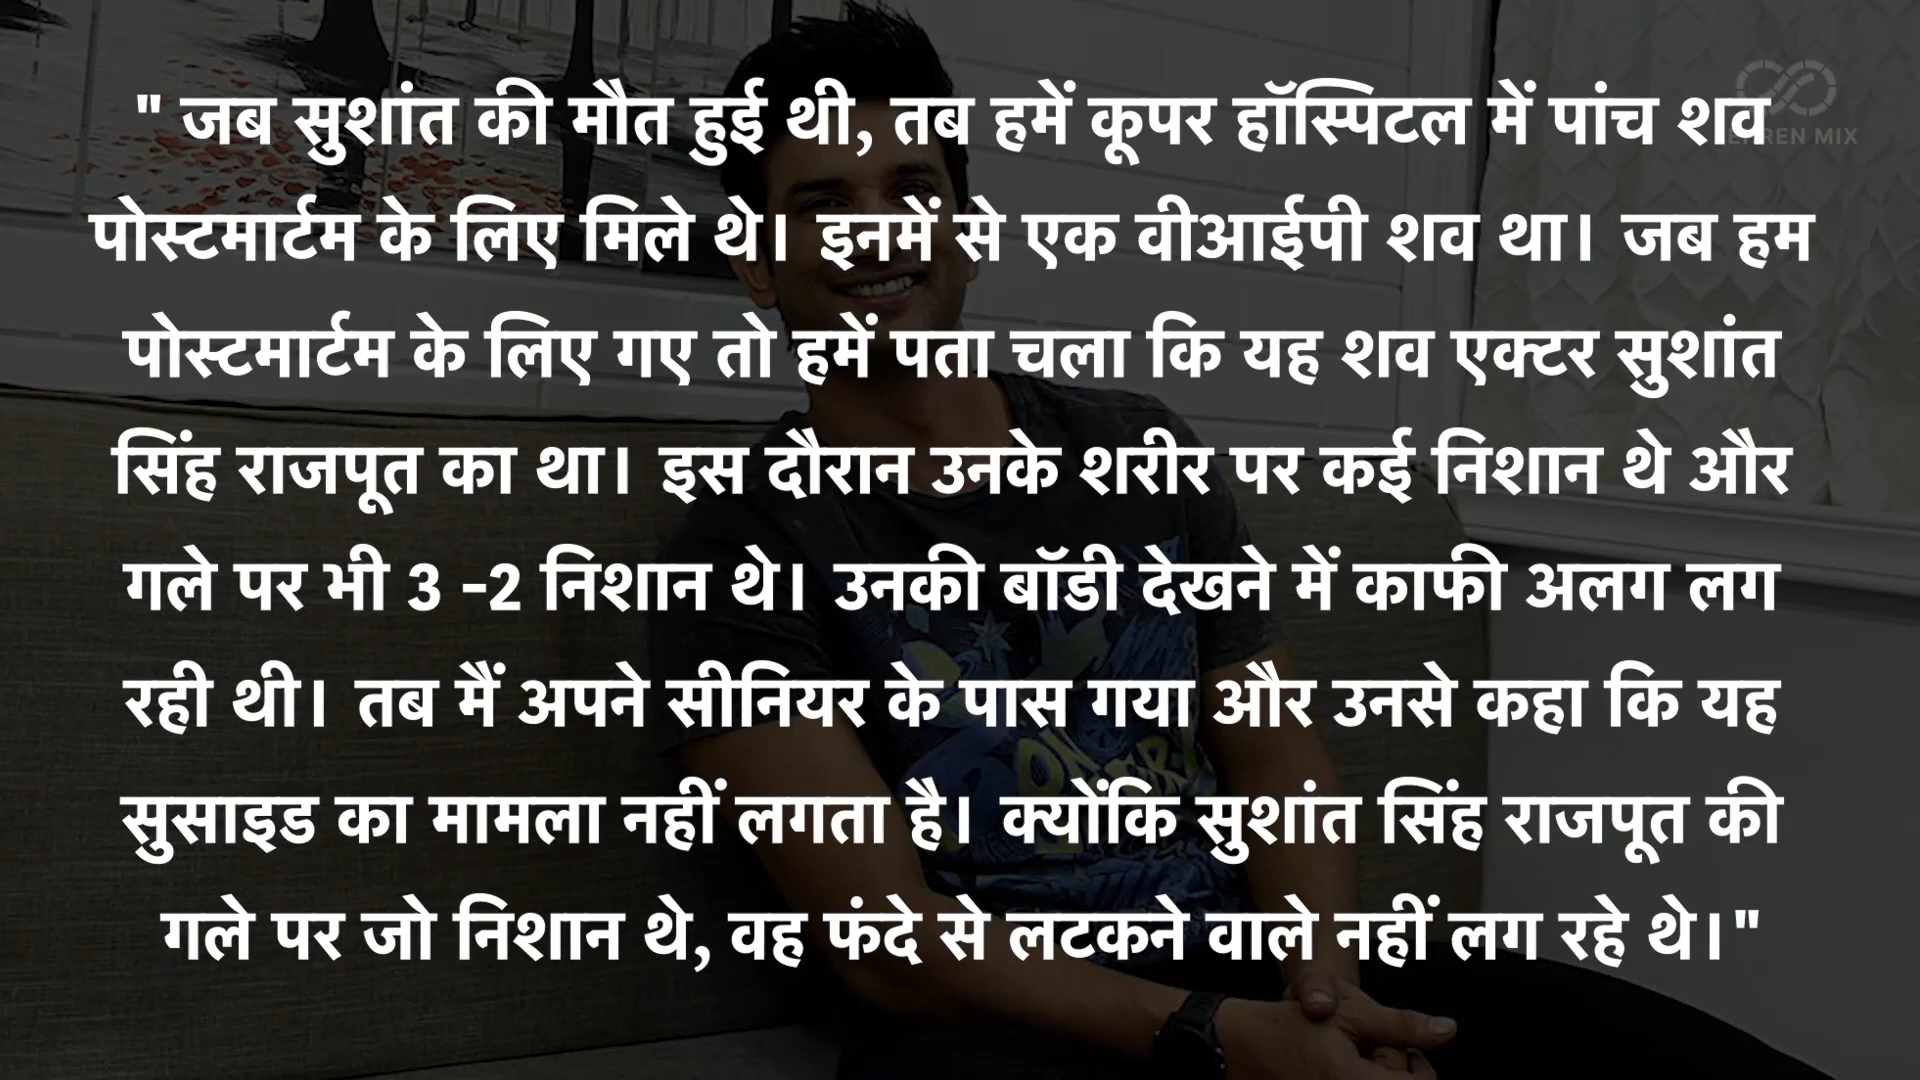 " जब सुशांत की मौत हुई थी, तब हमें कूपर हॉस्पिटल में पांच शव
पोस्टमार्टम के लिए मिले थे। इनमें से एक वीआईपी शव था। जब हम
पोस्टमार्टम के लिए गए तो हमें पता चला कि यह शव एक्टर सुशांत
सिंह राजपूत का था। इस दौरान उनके शरीर पर कई निशान थे और
गले पर भी 3 -2 निशान थे। उनकी बॉडी देखने में काफी अलग लग
रही थी। तब मैं अपने सीनियर के पास गया और उनसे कहा कि यह
सुसाइड का मामला नहीं लगता है। क्योंकि सुशांत सिंह राजपूत की
गले पर जो निशान थे, वह फंदे से लटकने वाले नहीं लग रहे थे।"
MIX